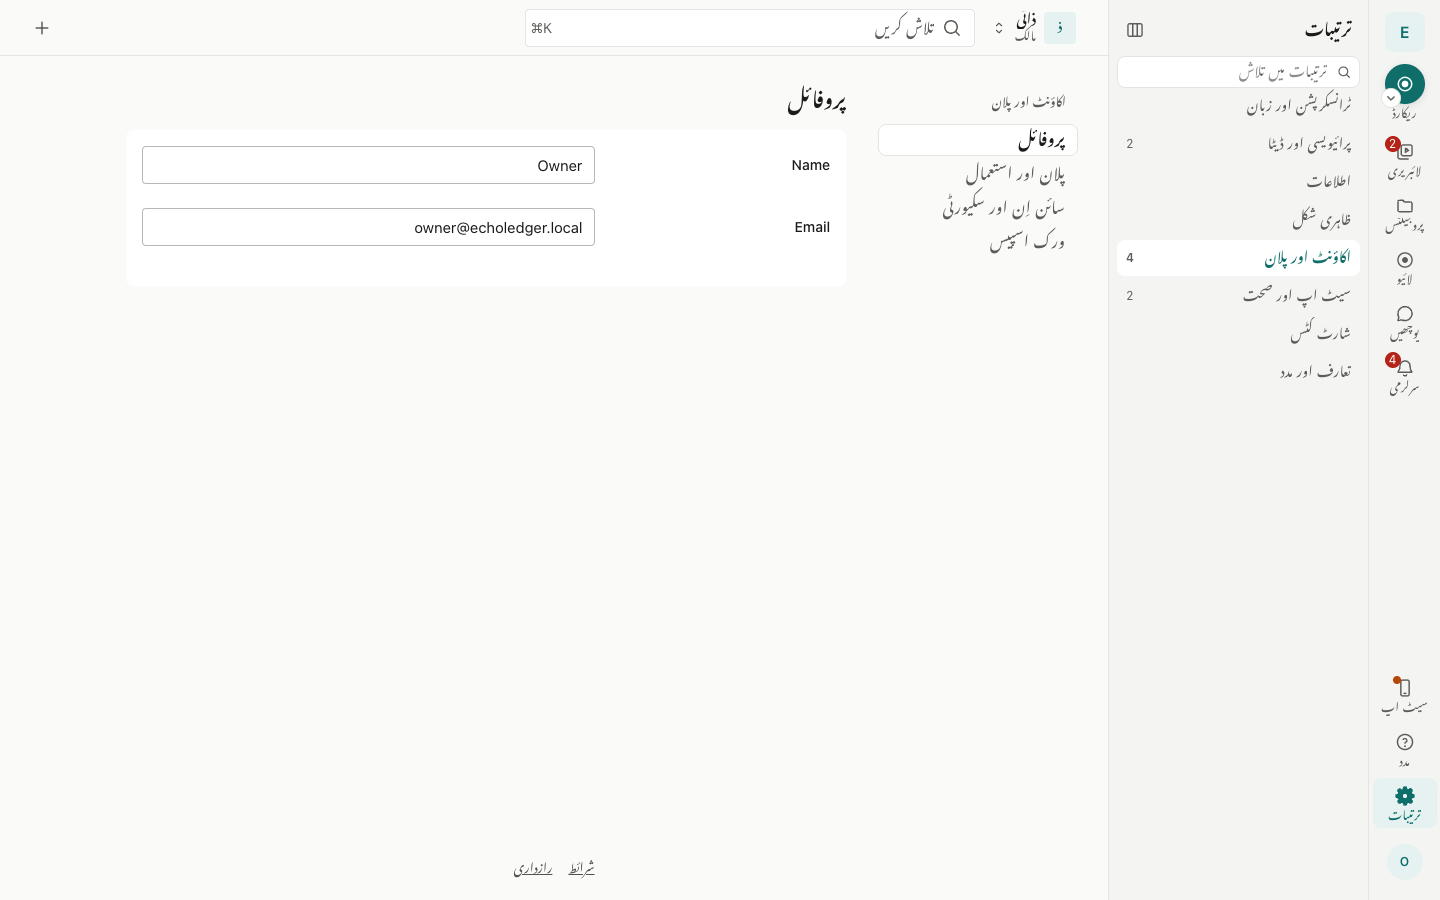 E
ریکارڈ
2
لائبریری
پروجیکٹس
لائیو
پوچھیں
4
سرگرمی
سیٹ اپ
مدد
ترتیبات
O
ترتیبات
ترتیبات میں تلاش
ٹرانسکرپشن اور زبان
پرائیویسی اور ڈیٹا 2
اطلاعات
ظاہری شکل
اکاؤنٹ اور پلان 4
سیٹ اپ اور صحت 2
شارٹ کٹس
تعارف اور مدد
ذ
ذاتی
مالک
تلاش کریں ⌘K
اکاؤنٹ اور پلان
پروفائل
پلان اور استعمال
سائن اِن اور سکیورٹی
ورک اسپیس
پروفائل
Name Owner
Email owner@echoledger.local
شرائط رازداری